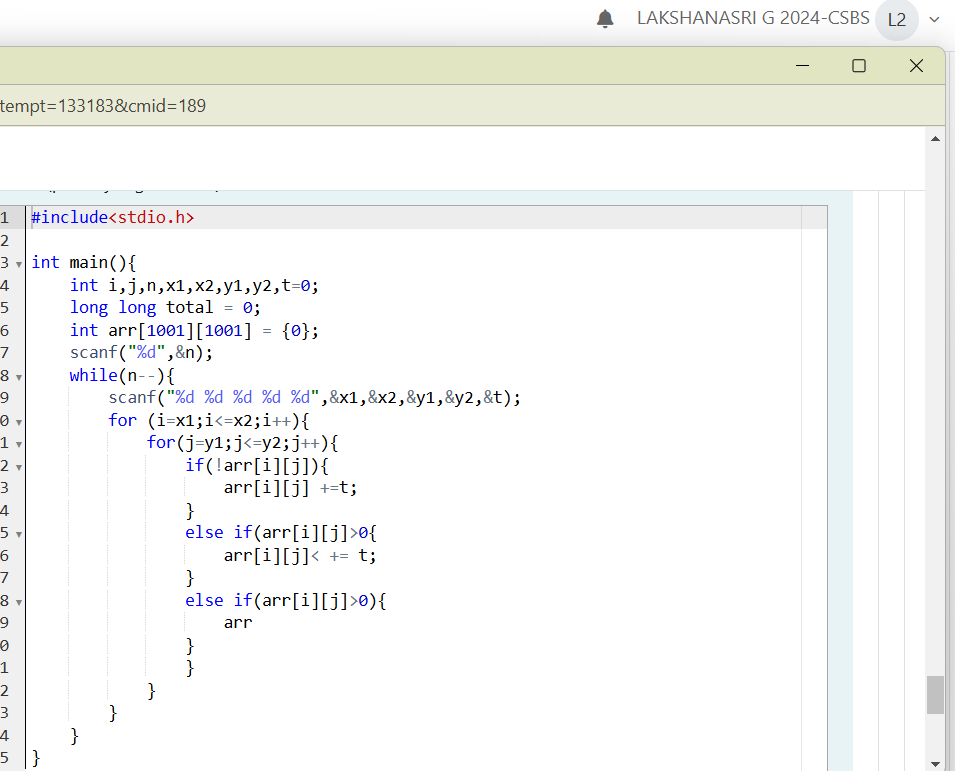 LAKSHANASRI G 2024-CSBS L2
tempt=133183&cmid=189
1 #include<stdio.h>
2
3 int main(){
4     int i,j,n,x1,x2,y1,y2,t=0;
5     long long total = 0;
6     int arr[1001][1001] = {0};
7     scanf("%d",&n);
8     while(n--){
9         scanf("%d %d %d %d %d",&x1,&x2,&y1,&y2,&t);
0         for (i=x1;i<=x2;i++){
1             for(j=y1;j<=y2;j++){
2                 if(!arr[i][j]){
3                     arr[i][j] +=t;
4                 }
5                 else if(arr[i][j]>0{
6                     arr[i][j]< += t;
7                 }
8                 else if(arr[i][j]>0){
9                     arr
0                 }
1                 }
2             }
3         }
4     }
5 }